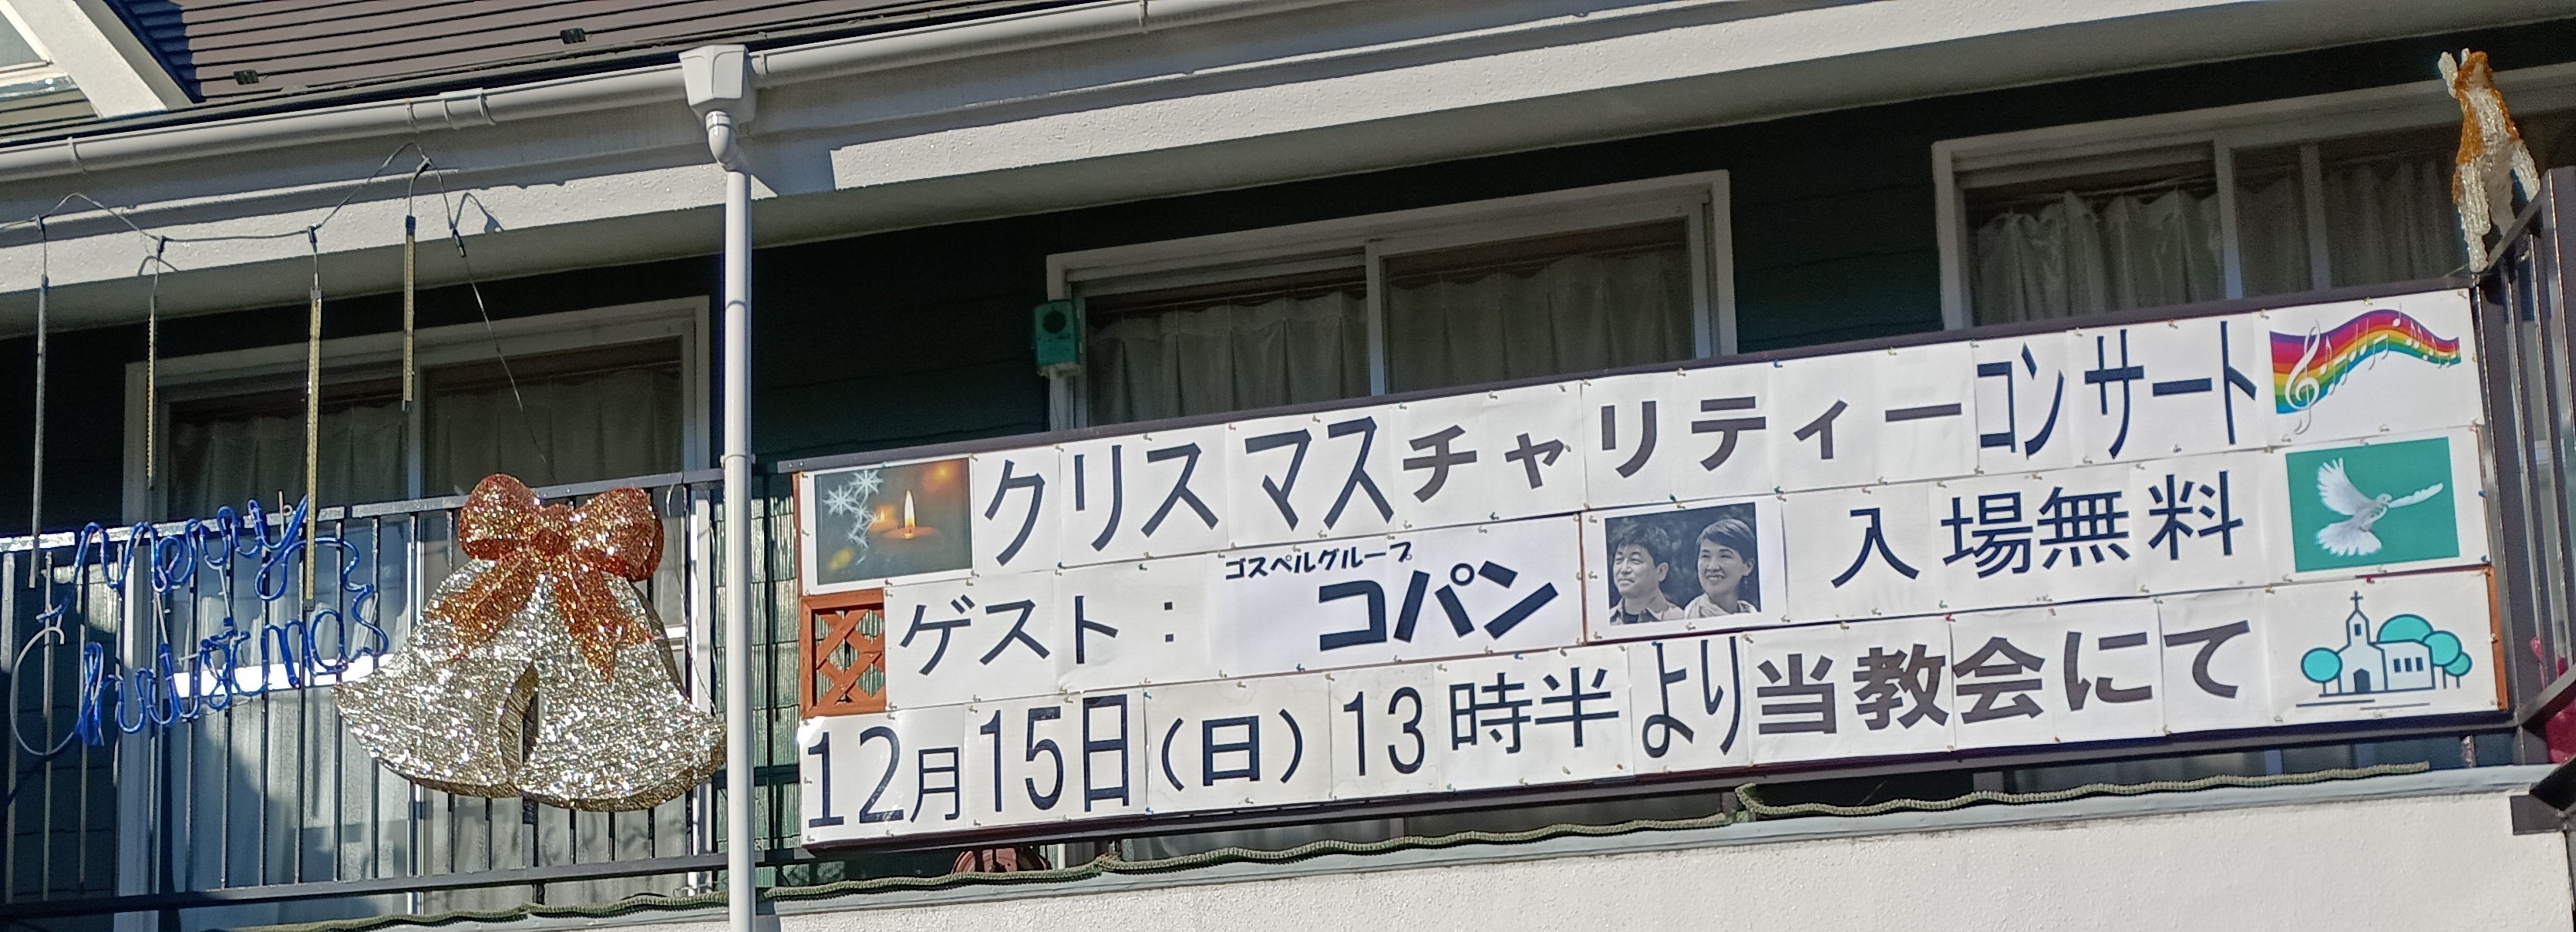 Merry
Christmas
クリスマスチャリティーコンサート
ゲスト：ゴスペルグループ
コパン
入場無料
12月15日(日)13時半より当教会にて